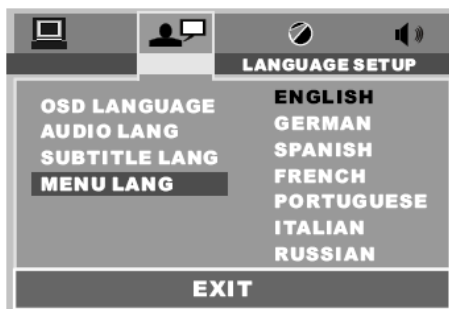 LANGUAGE SETUP
OSD LANGUAGE
AUDIO LANG
SUBTITLE LANG
MENU LANG
ENGLISH
GERMAN
SPANISH
FRENCH
PORTUGUESE
ITALIAN
RUSSIAN
EXIT